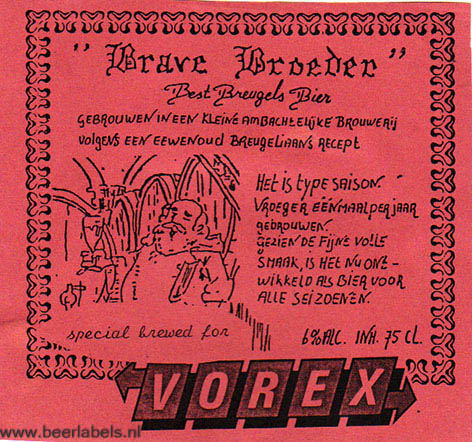 "Brave Broeder"
Best Breugels Bier
GEBROUWEN IN EEN KLEINE AMBACHTELIJKE BROUWERIJ
VOLGENS EEN EEWENOUD BREUGELIAANS RECEPT
HET IS TYPE SAISON.
VROEGER EÉNMAAL PER JAAR
GEBROUWEN.
GEZIEN DE FIJNE VOLLE
SMAAK, IS HET NU ONT-
WIKKELD ALS BIER VOOR
ALLE SEIZOENEN.
special brewed for
6% ALC. INH. 75 CL.
VOREX
www.beerlabels.nl